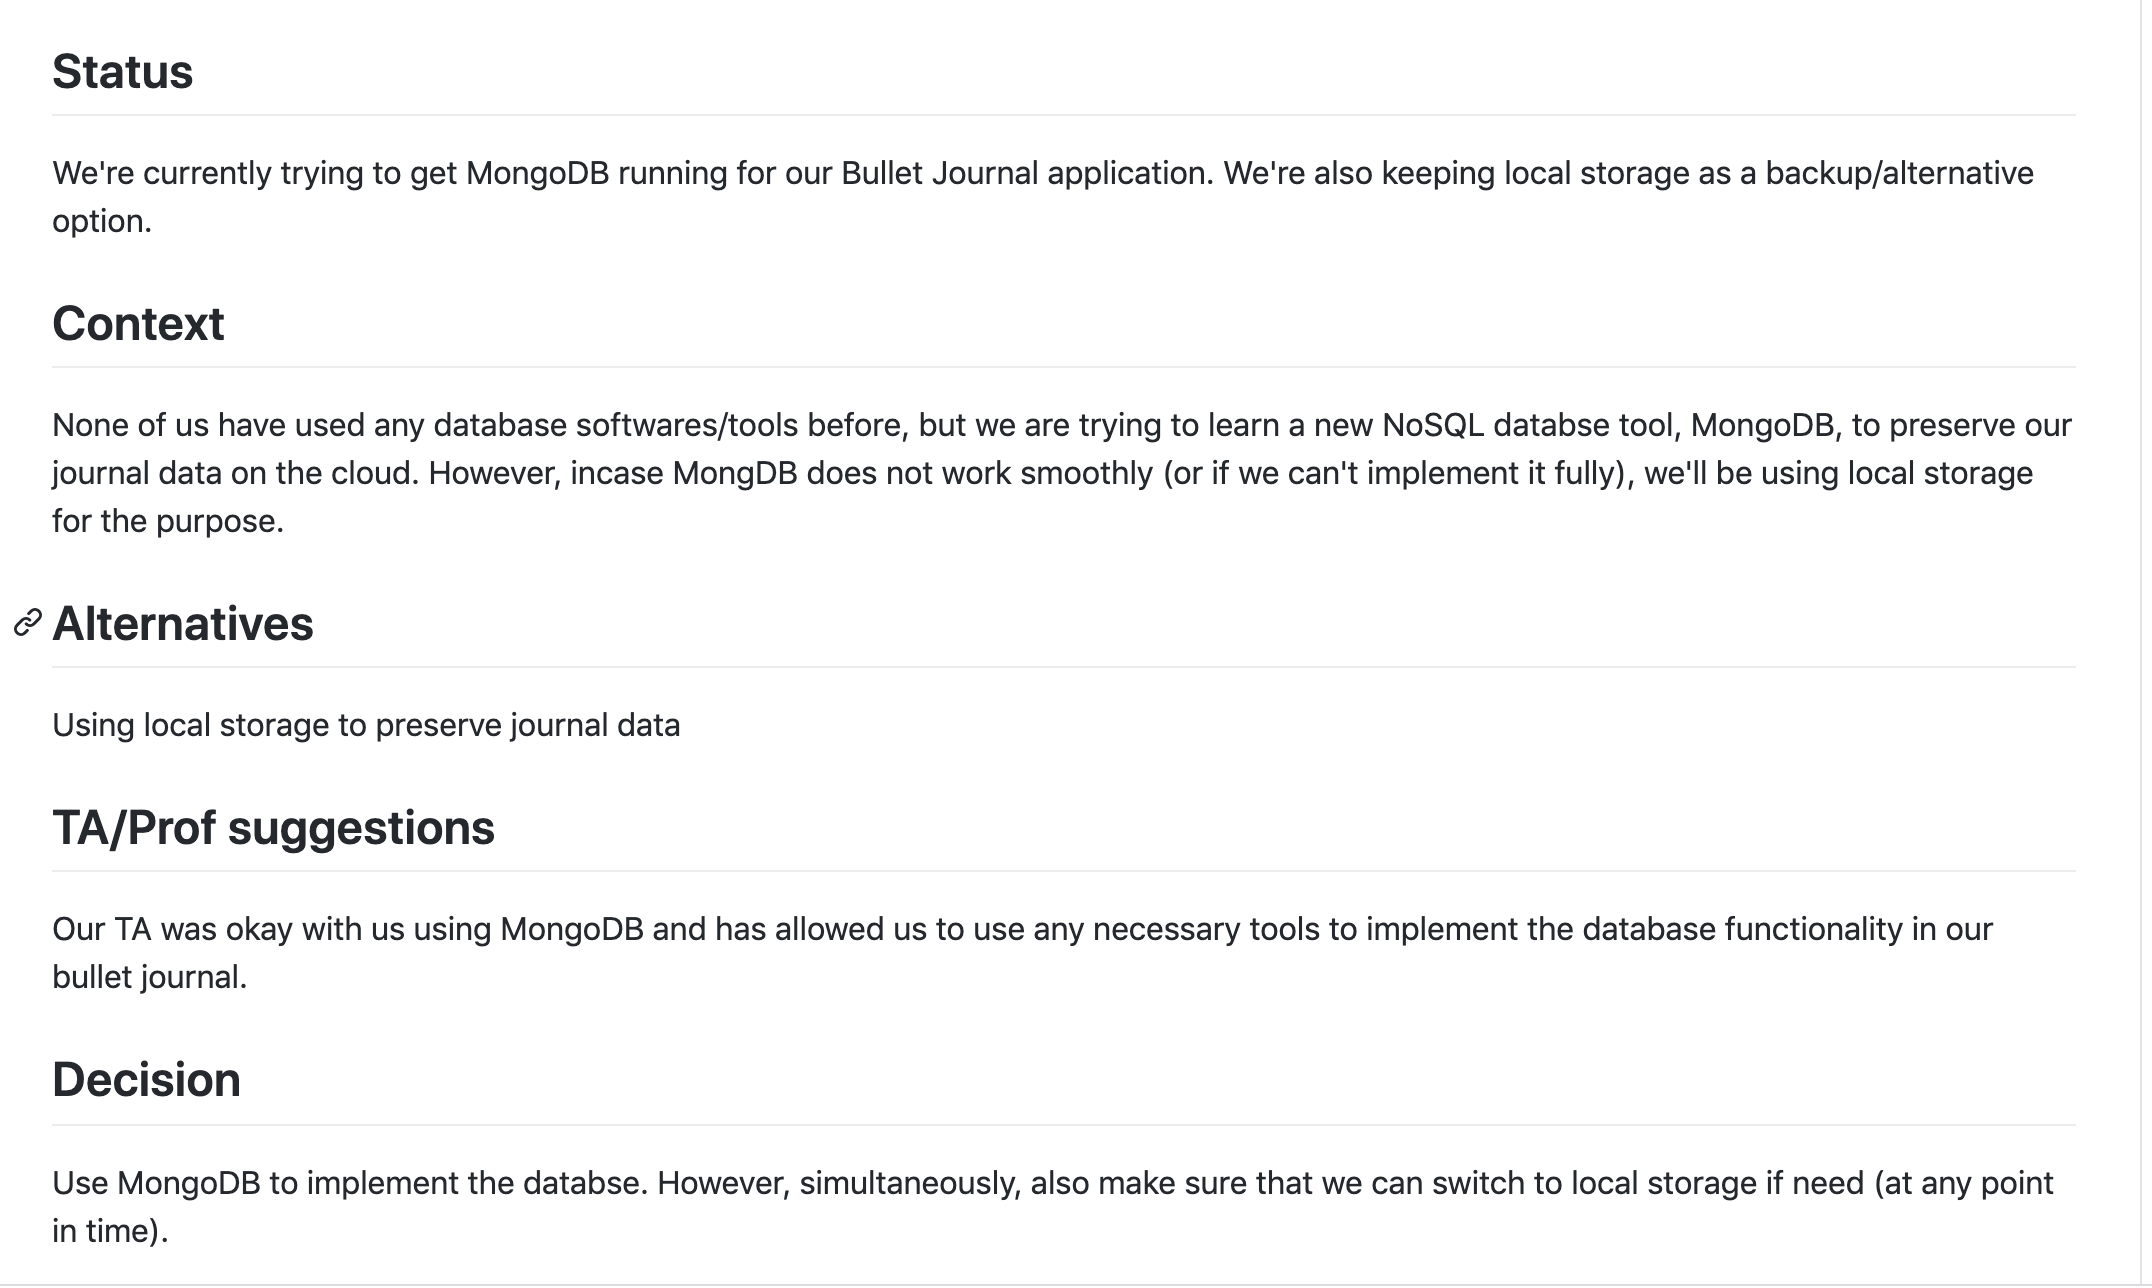 Status
We're currently trying to get MongoDB running for our Bullet Journal application. We're also keeping local storage as a backup/alternative
option.
Context
None of us have used any database softwares/tools before, but we are trying to learn a new NoSQL databse tool, MongoDB, to preserve our
journal data on the cloud. However, incase MongDB does not work smoothly (or if we can't implement it fully), we'll be using local storage
for the purpose.
Alternatives
Using local storage to preserve journal data
TA/Prof suggestions
Our TA was okay with us using MongoDB and has allowed us to use any necessary tools to implement the database functionality in our
bullet journal.
Decision
Use MongoDB to implement the databse. However, simultaneously, also make sure that we can switch to local storage if need (at any point
in time).